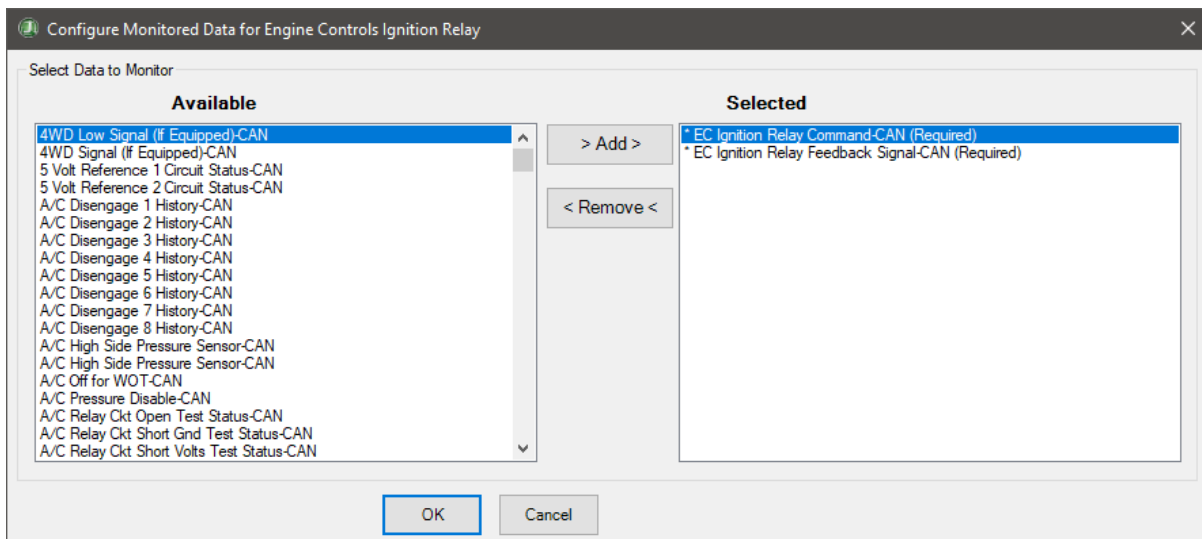 Configure Monitored Data for Engine Controls Ignition Relay
Select Data to Monitor
Available
4WD Low Signal (If Equipped)-CAN
4WD Signal (If Equipped)-CAN
5 Volt Reference 1 Circuit Status-CAN
5 Volt Reference 2 Circuit Status-CAN
A/C Disengage 1 History-CAN
A/C Disengage 2 History-CAN
A/C Disengage 3 History-CAN
A/C Disengage 4 History-CAN
A/C Disengage 5 History-CAN
A/C Disengage 6 History-CAN
A/C Disengage 7 History-CAN
A/C Disengage 8 History-CAN
A/C High Side Pressure Sensor-CAN
A/C High Side Pressure Sensor-CAN
A/C Off for WOT-CAN
A/C Pressure Disable-CAN
A/C Relay Ckt Open Test Status-CAN
A/C Relay Ckt Short Gnd Test Status-CAN
A/C Relay Ckt Short Volts Test Status-CAN
> Add >
< Remove <
Selected
* EC Ignition Relay Command-CAN (Required)
* EC Ignition Relay Feedback Signal-CAN (Required)
OK
Cancel